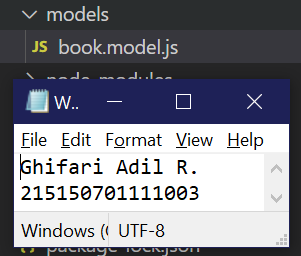 models
JS book.model.js
W..
File Edit Format View Help
Ghifari Adil R.
215150701111003
Windows (
UTF-8
package-lock.json